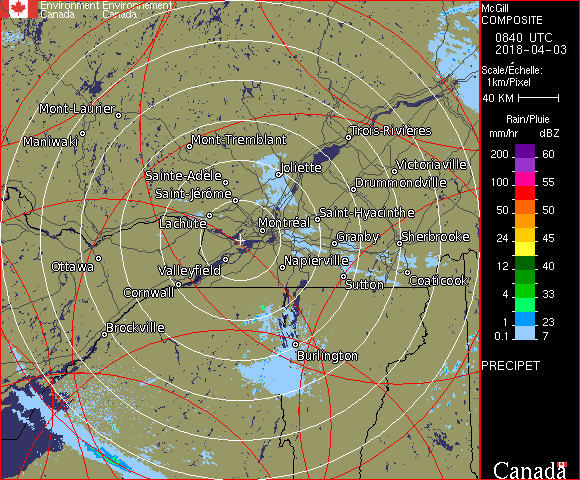 Environment Environnement
Canada Canada
McGill
COMPOSITE
0840 UTC
2018-04-03
Scale/Échelle:
1km/Pixel
40 KM
Rain/Pluie
mm/hr dBZ
200 60
100 55
50 50
24 45
12 40
4 33
1 23
0.1 7
PRECIPET
Canada
Mont-Laurier
Maniwaki
Mont-Tremblant
Trois-Rivières
Joliette
Victoriaville
Sainte-Adèle
Drummondville
Saint-Jérôme
Saint-Hyacinthe
Lachute
Montréal
Granby
Sherbrooke
Ottawa
Valleyfield
Napierville
Cornwall
Sutton
Coaticook
Brockville
Burlington